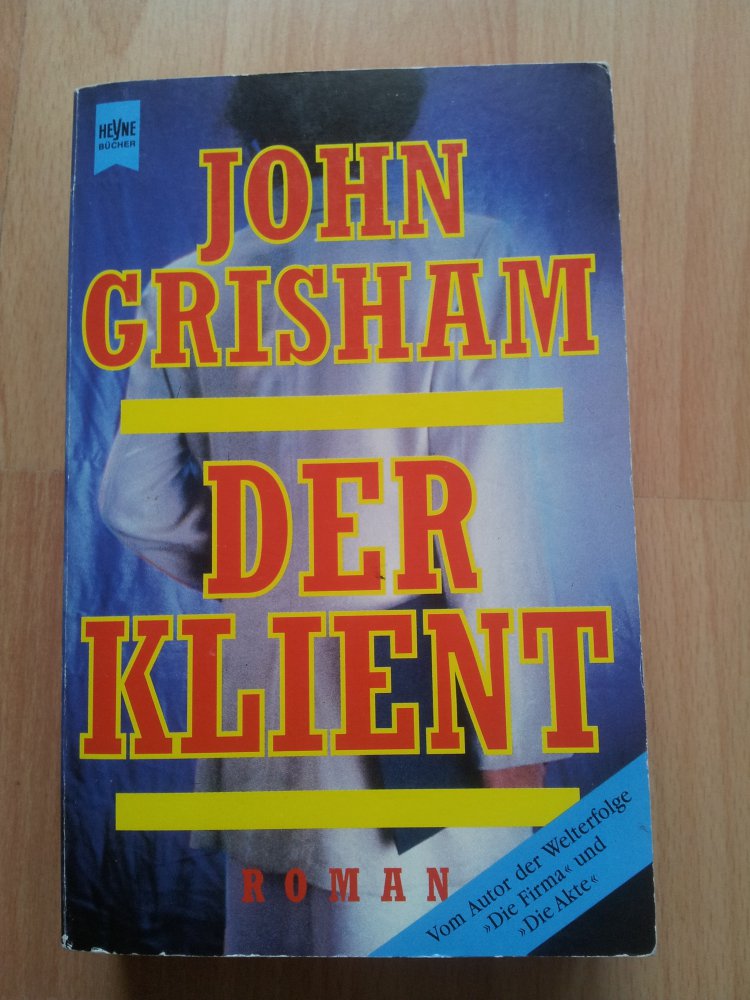 HEYNE
BÜCHER
JOHN
GRISHAM
DER
KLIENT
ROMAN
Vom Autor der Welterfolge
»Die Firma« und
»Die Akte«